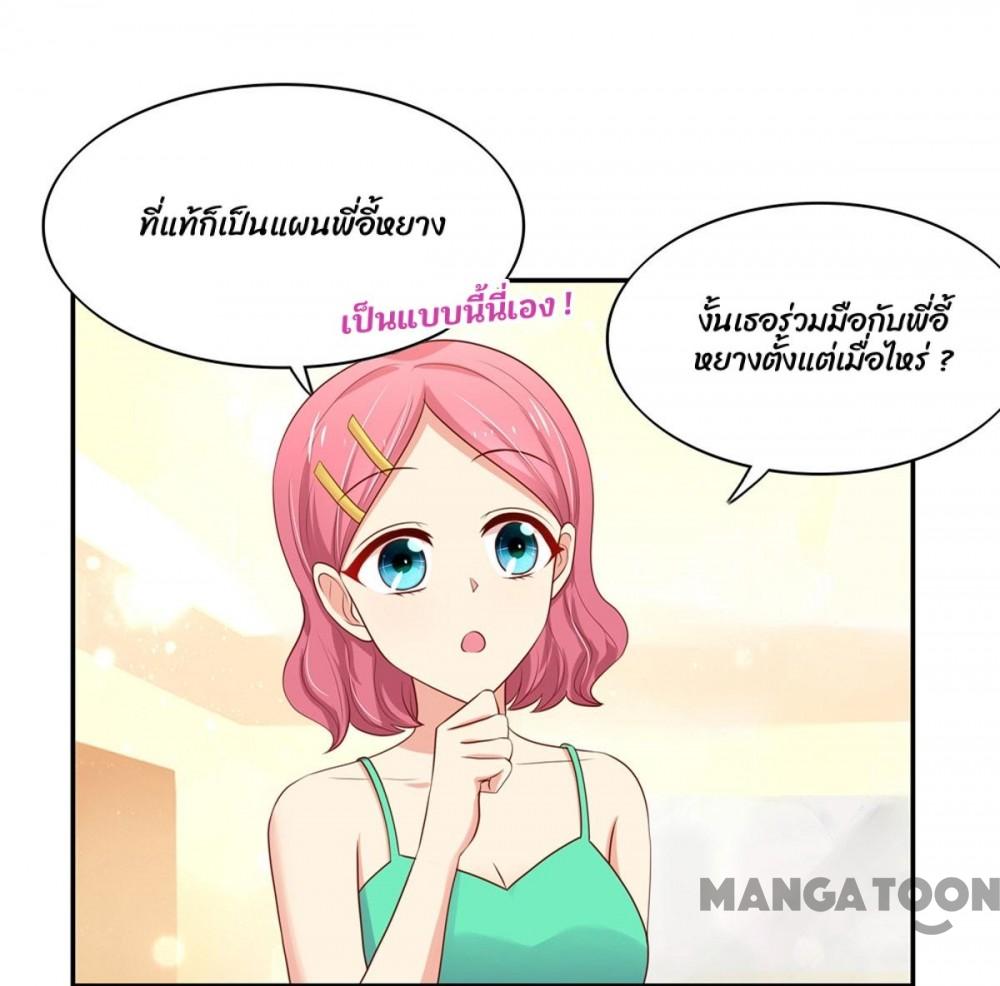 ที่แท้ก็เป็นแผนพี่อี้หยาง
เป็นแบบนี้นี่เอง !
งั้นเธอร่วมมือกับพี่อี้
หยางตั้งแต่เมื่อไหร่ ?
MANGATOON